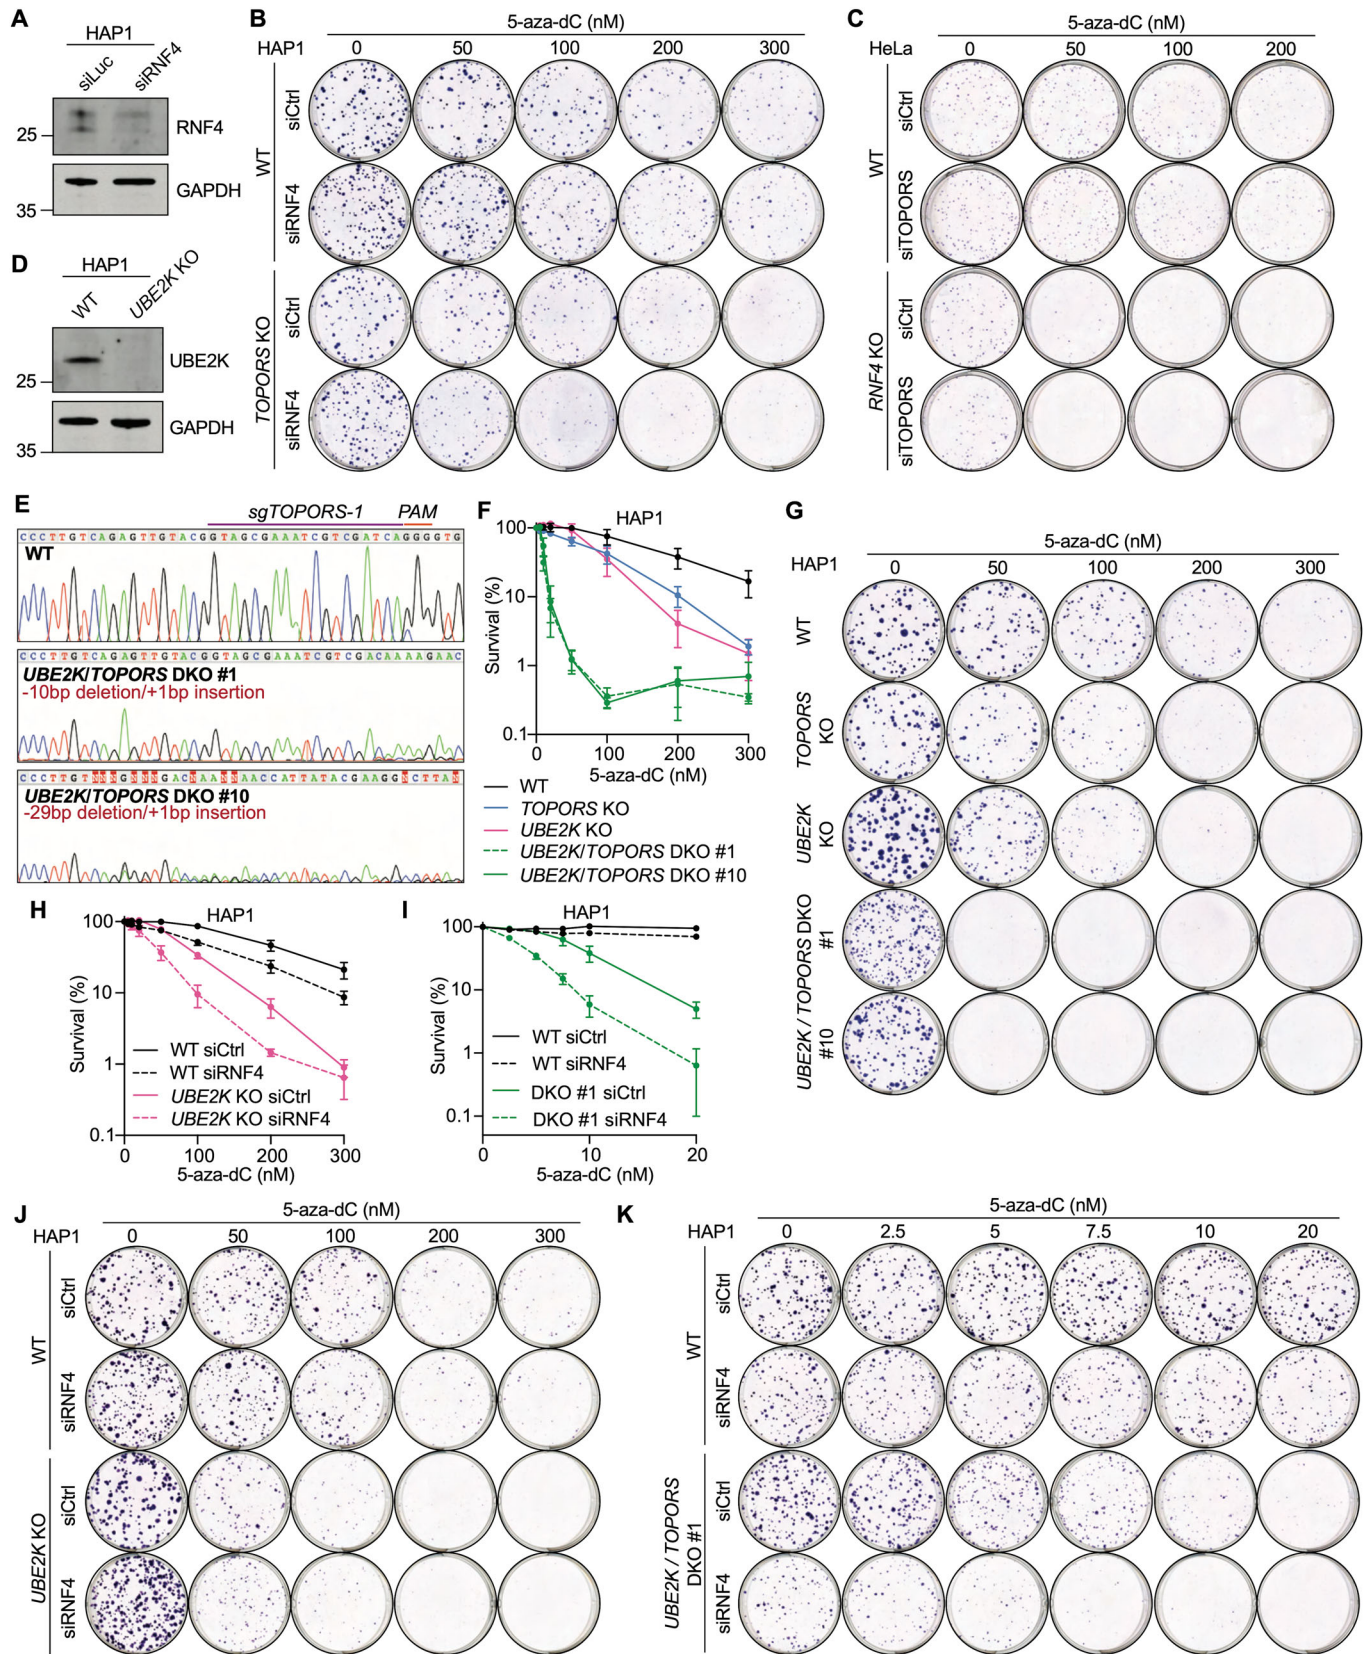 A
HAP1
siLuc
siRNF4
RNF4
25
GAPDH
35
B
5-aza-dC (nM)
HAP1
0 50 100 200 300
WT
siCtrl
siRNF4
TOPORS KO
siCtrl
siRNF4
C
5-aza-dC (nM)
HeLa
0 50 100 200
WT
siCtrl
siTOPORS
RNF4 KO
siCtrl
siTOPORS
D
HAP1
WT
UBE2K KO
UBE2K
25
GAPDH
35
E
sgTOPORS-1 PAM
CCCTTGTCAGAGTTGTACGGTAGCGAAATCGTCGATCAGGGGTG
WT
CCCTTGTCAGAGTTGTACGGTAGCGAAATCGTCGACAAAAGAAC
UBE2K/TOPORS DKO #1
-10bp deletion/+1bp insertion
UBE2K/TOPORS DKO #10
-29bp deletion/+1bp insertion
F
HAP1
Survival (%)
100
10
1
0.1
0 100 200 300
5-aza-dC (nM)
WT
TOPORS KO
UBE2K KO
UBE2K/TOPORS DKO #1
UBE2K/TOPORS DKO #10
G
5-aza-dC (nM)
HAP1
0 50 100 200 300
WT
TOPORS
KO
UBE2K
KO
UBE2K / TOPORS DKO
#1
#10
H
HAP1
Survival (%)
100
10
1
0.1
WT siCtrl
WT siRNF4
UBE2K KO siCtrl
UBE2K KO siRNF4
0 100 200 300
5-aza-dC (nM)
I
HAP1
Survival (%)
100
10
1
0.1
WT siCtrl
WT siRNF4
DKO #1 siCtrl
DKO #1 siRNF4
0 10 20
5-aza-dC (nM)
J
5-aza-dC (nM)
HAP1
0 50 100 200 300
WT
siCtrl
siRNF4
UBE2K KO
siCtrl
siRNF4
K
5-aza-dC (nM)
HAP1
0 2.5 5 7.5 10 20
WT
siCtrl
siRNF4
UBE2K / TOPORS
DKO #1
siCtrl
siRNF4